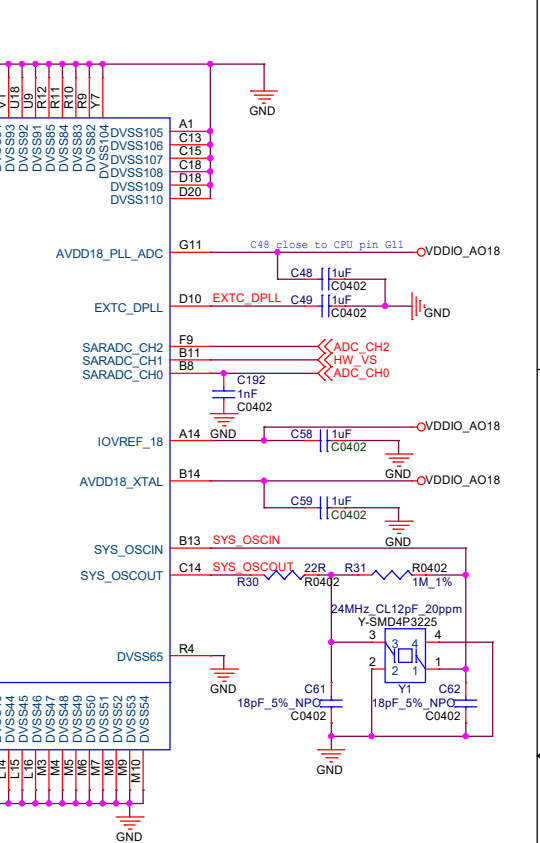 U18
U9
R12
R11
R10
R9
Y7
GND
DVSS93
DVSS92
DVSS91
DVSS85
DVSS84
DVSS83
DVSS82
DVSS104
DVSS105 A1
DVSS106 C13
DVSS107 C15
DVSS108 C18
DVSS109 D18
DVSS110 D20
C48 close to CPU pin G11
AVDD18_PLL_ADC G11 VDDIO_AO18
C48 1uF
C0402
EXTC_DPLL D10 EXTC_DPLL C49 1uF
C0402 GND
SARADC_CH2 F9 ADC_CH2
SARADC_CH1 B11 HW_VS
SARADC_CH0 B8 ADC_CH0
C192
1nF
C0402
GND
VDDIO_AO18
IOVREF_18 A14 C58 1uF
C0402
GND
AVDD18_XTAL B14 VDDIO_AO18
C59 1uF
C0402
GND
SYS_OSCIN B13 SYS_OSCIN
SYS_OSCOUT C14 SYS_OSCOUT 22R R31 R0402
R30 R0402 1M_1%
24MHz_CL12pF_20ppm
Y-SMD4P3225
3 3 4 4
2 2 1 1
Y1
DVSS65 R4
GND
C61 C62
18pF_5%_NPO 18pF_5%_NPO
C0402 C0402
GND
DVSS44
DVSS45
DVSS46
DVSS47
DVSS48
DVSS49
DVSS50
DVSS51
DVSS52
DVSS53
DVSS54
L14
L15
L16
M3
M4
M5
M6
M7
M8
M9
M10
GND